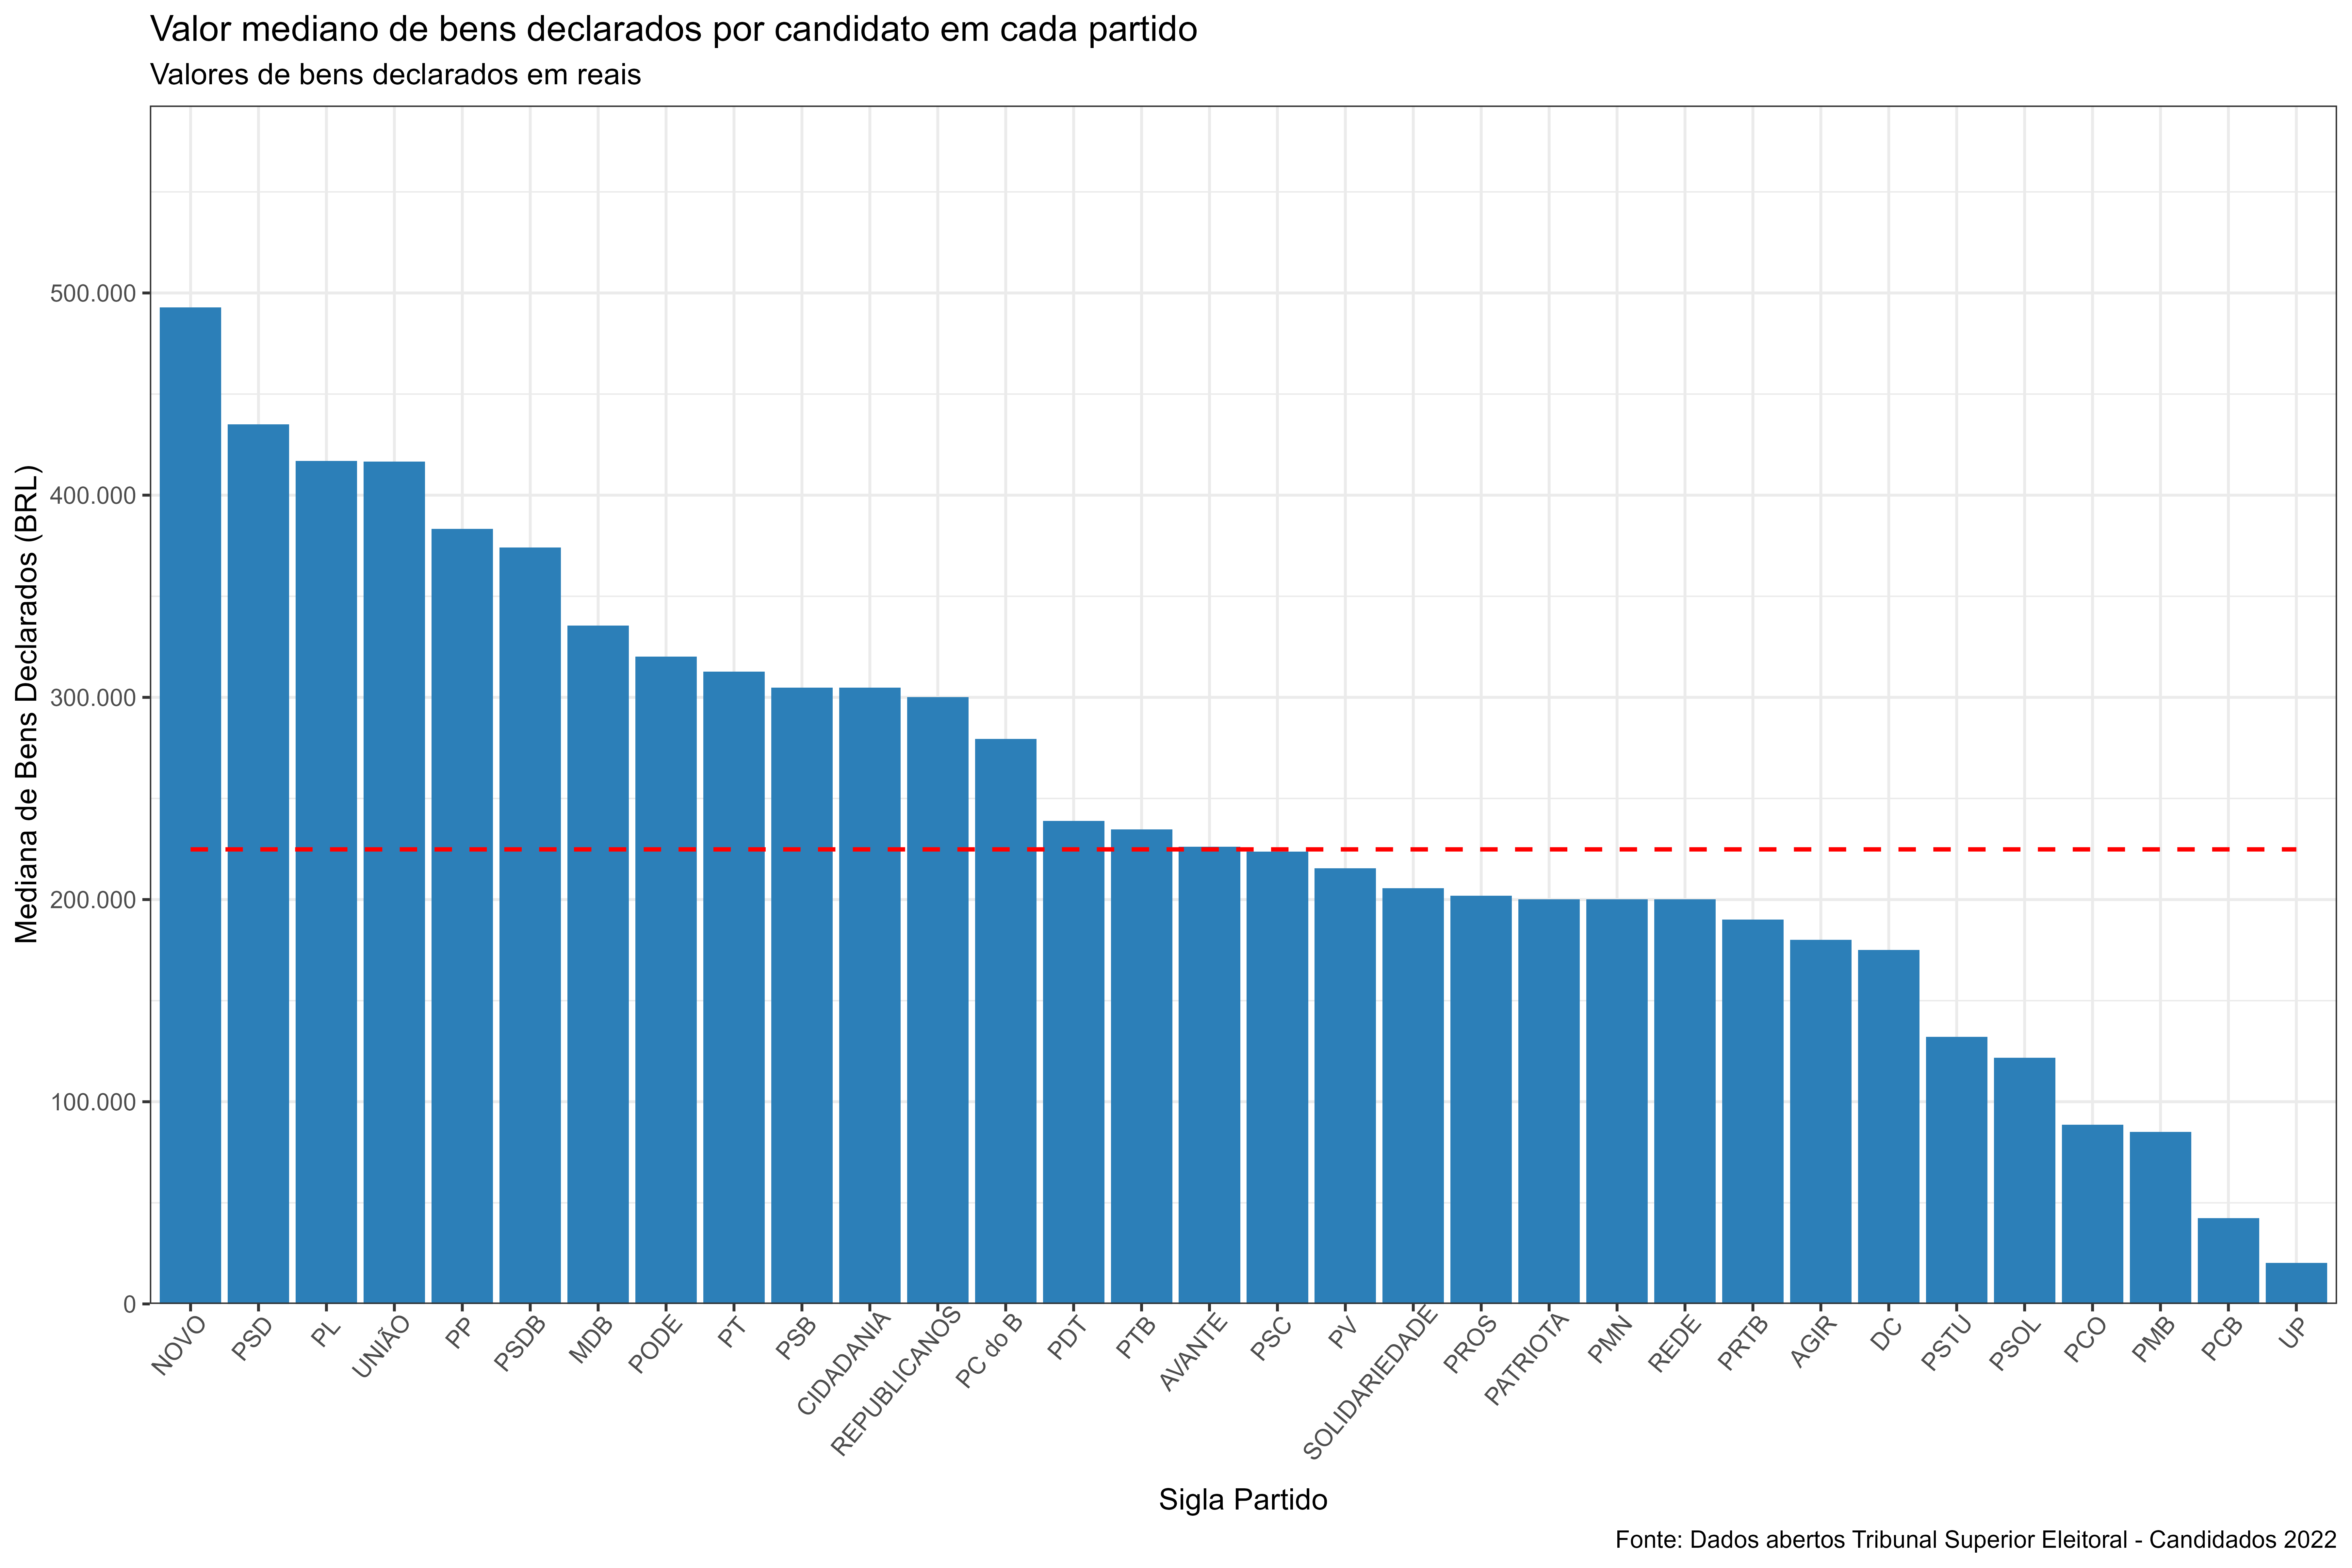 Valor mediano de bens declarados por candidato em cada partido
Valores de bens declarados em reais
Mediana de Bens Declarados (BRL)
500.000
400.000
300.000
200.000
100.000
0
NOVO
PSD
PL
UNIÃO
PP
PSDB
MDB
PODE
PT
PSB
CIDADANIA
REPUBLICANOS
PC do B
PDT
PTB
AVANTE
PSC
PV
SOLIDARIEDADE
PROS
PATRIOTA
PMN
REDE
PRTB
AGIR
DC
PSTU
PSOL
PCO
PMB
PCB
UP
Sigla Partido
Fonte: Dados abertos Tribunal Superior Eleitoral - Candidados 2022